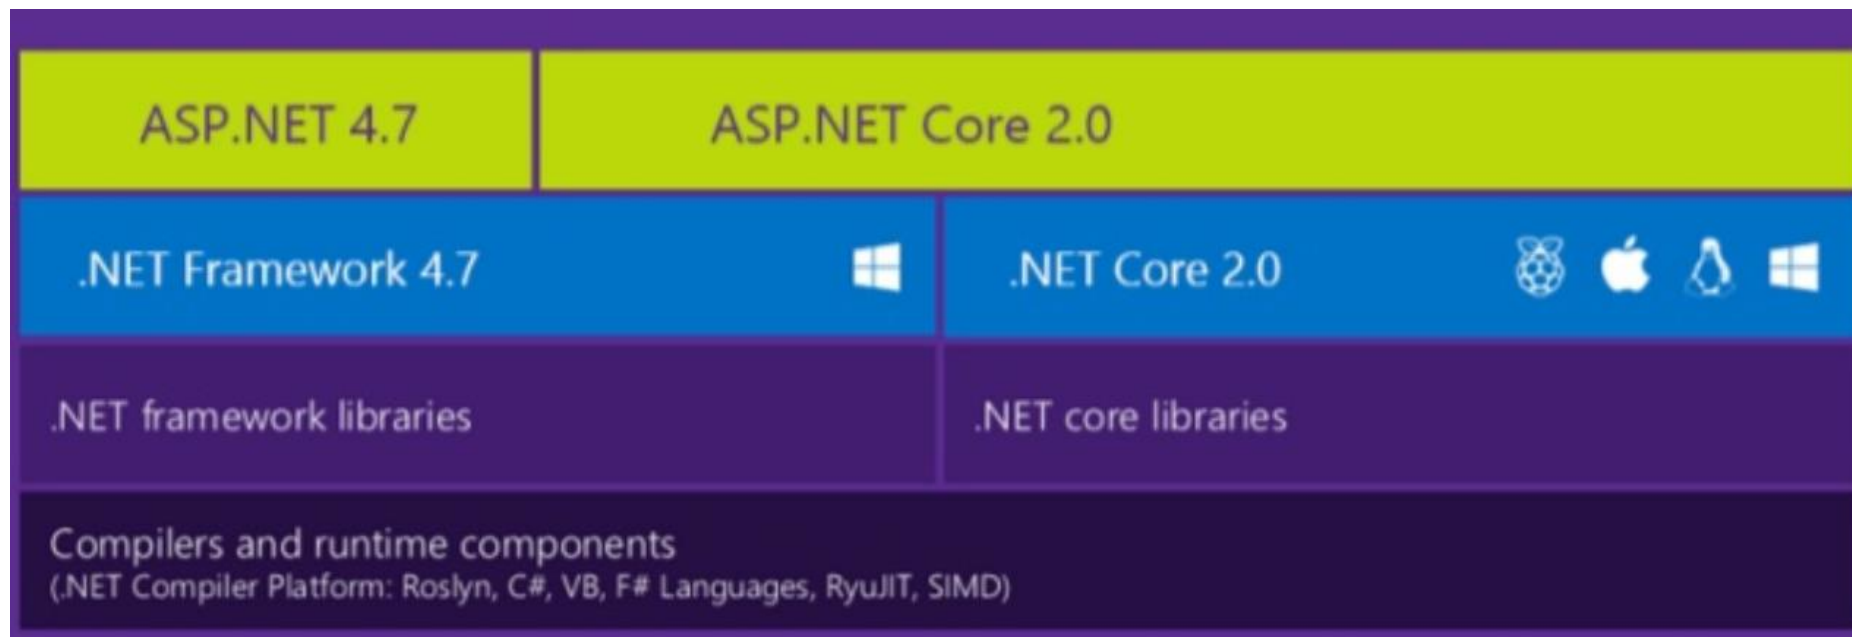 ASP.NET 4.7
ASP.NET Core 2.0
.NET Framework 4.7
.NET Core 2.0
.NET framework libraries
.NET core libraries
Compilers and runtime components
(.NET Compiler Platform: Roslyn, C#, VB, F# Languages, RyuJIT, SIMD)